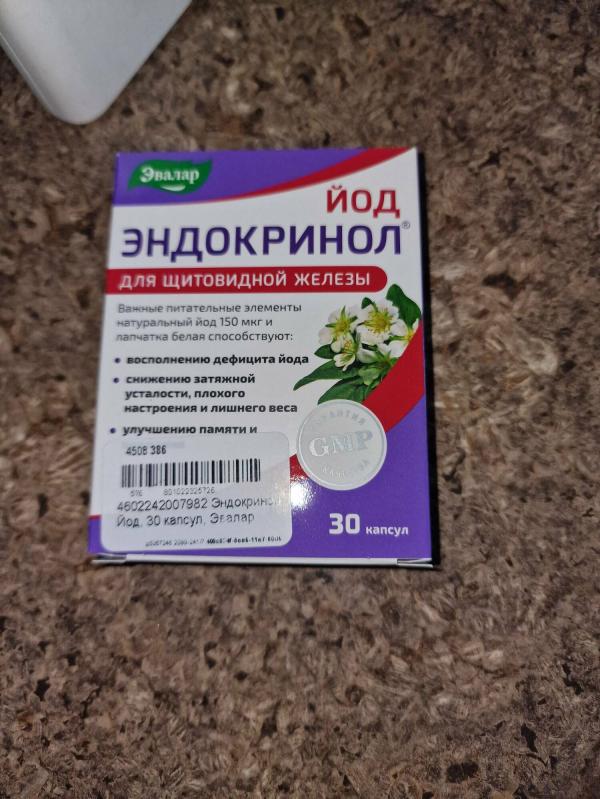 Эвалар
ЙОД
ЭНДОКРИНОЛ®
ДЛЯ ЩИТОВИДНОЙ ЖЕЛЕЗЫ
Важные питательные элементы
натуральный йод 150 мкг и
лапчатка белая способствуют:
• восполнению дефицита йода
• снижению затяжной
усталости, плохого
настроения и лишнего веса
• улучшению памяти и
ГАРАНТИЯ
GMP
КАЧЕСТВА
4508 386
4602242007982 Эндокринол
Йод, 30 капсул, Эвалар
30 капсул